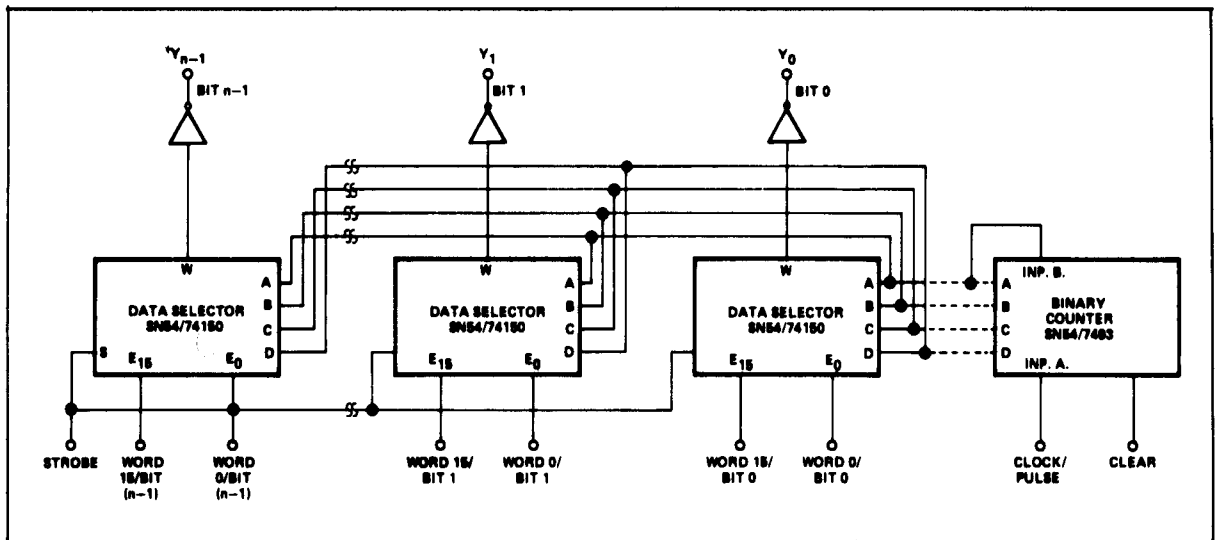 *Yn−1 Y1 Y0
BIT n−1 BIT 1 BIT 0
W W W
A A A A INP. B.
DATA SELECTOR DATA SELECTOR DATA SELECTOR BINARY
SN54/74150 SN54/74150 SN54/74150 COUNTER
B B B B SN54/7493
C C C C
S D D D D
E15 E0 E15 E0 E15 E0 INP. A.
STROBE WORD WORD WORD 15/ WORD 0/ WORD 15/ WORD 0/ CLOCK/ CLEAR
15/BIT 0/BIT BIT 1 BIT 1 BIT 0 BIT 0 PULSE
(n−1) (n−1)